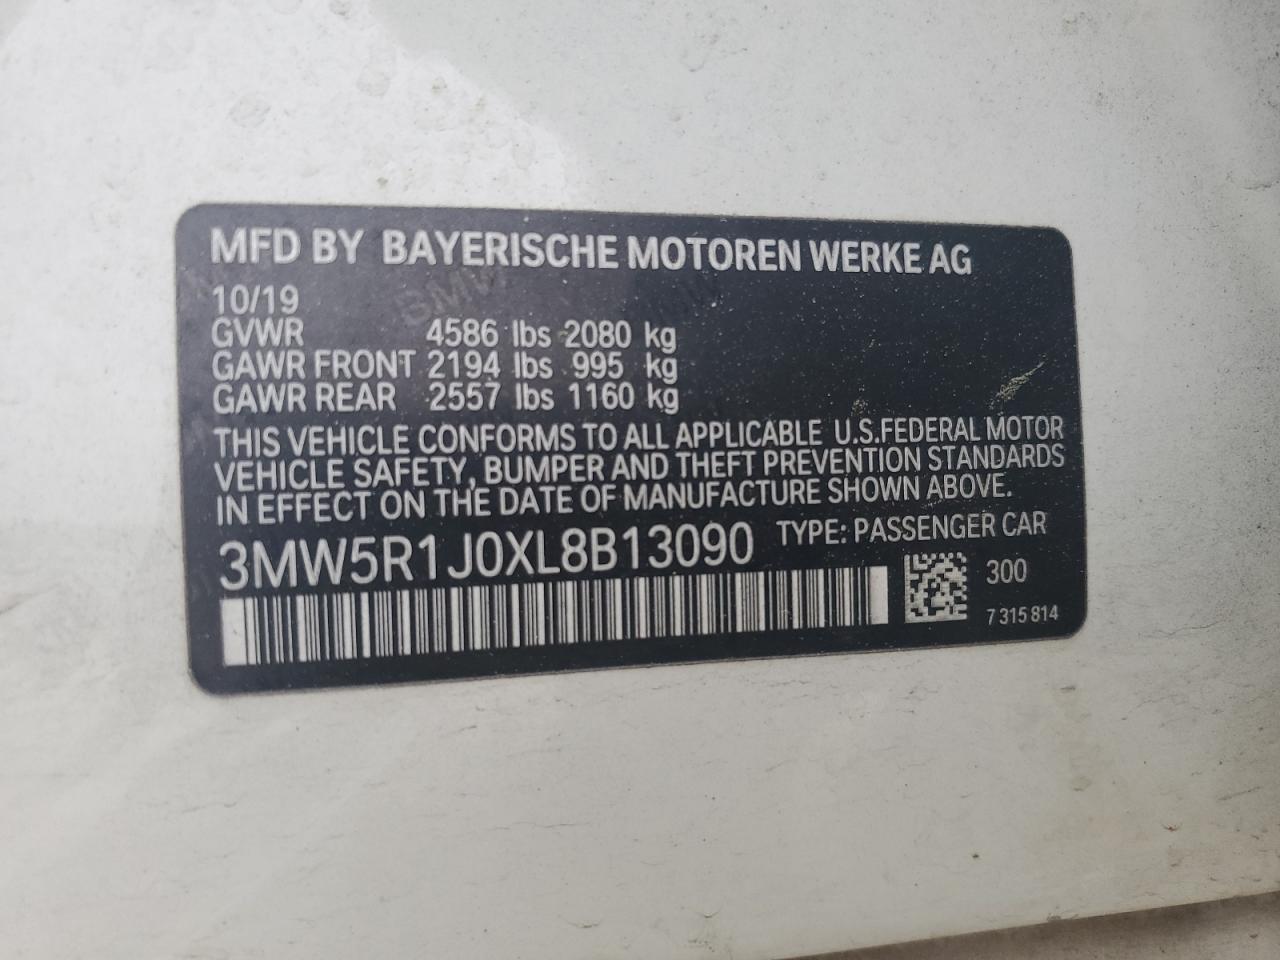 MFD BY BAYERISCHE MOTOREN WERKE AG
10/19
GVWR 4586 lbs 2080 kg
GAWR FRONT 2194 lbs 995 kg
GAWR REAR 2557 lbs 1160 kg
THIS VEHICLE CONFORMS TO ALL APPLICABLE U.S.FEDERAL MOTOR
VEHICLE SAFETY, BUMPER AND THEFT PREVENTION STANDARDS
IN EFFECT ON THE DATE OF MANUFACTURE SHOWN ABOVE.
3MW5R1J0XL8B13090 TYPE: PASSENGER CAR
300
7 315 814